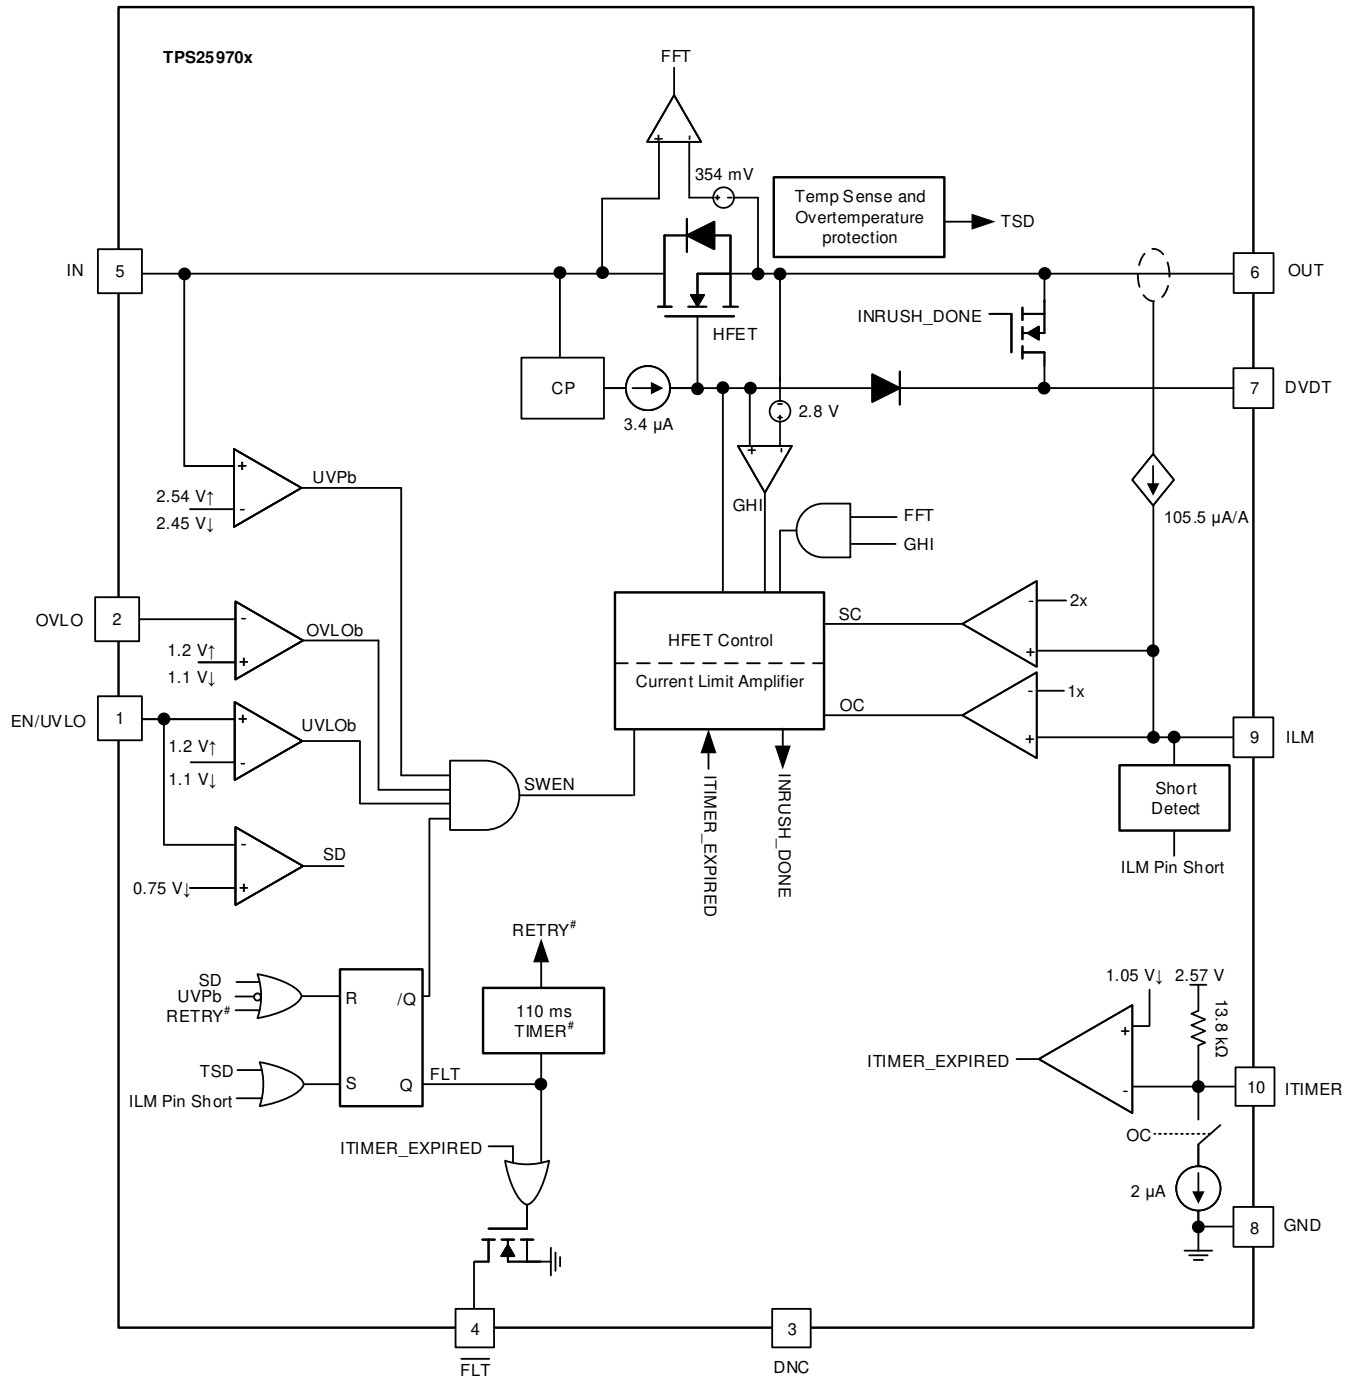 TPS25970x
FFT
354 mV
Temp Sense and
Overtemperature
protection
TSD
IN
5
6
OUT
HFET
INRUSH_DONE
CP
3.4 µA
2.8 V
7
DVDT
UVPb
2.54 V↑
2.45 V↓
+
-
GHI
FFT
GHI
105.5 µA/A
OVLO
2
OVLOb
1.2 V↑
1.1 V↓
-
+
HFET Control
Current Limit Amplifier
SC
2x
-
+
EN/UVLO
1
UVLOb
1.2 V↑
1.1 V↓
+
-
OC
1x
-
+
9
ILM
SWEN
ITIMER_EXPIRED
INRUSH_DONE
Short
Detect
ILM Pin Short
SD
0.75 V↓
-
+
RETRY#
SD
UVPb
RETRY#
R
/Q
110 ms
TIMER#
TSD
ILM Pin Short
S
Q
FLT
1.05 V↓
2.57 V
13.8 kΩ
+
-
ITIMER_EXPIRED
10
ITIMER
OC
2 µA
8
GND
ITIMER_EXPIRED
4
FLT
3
DNC